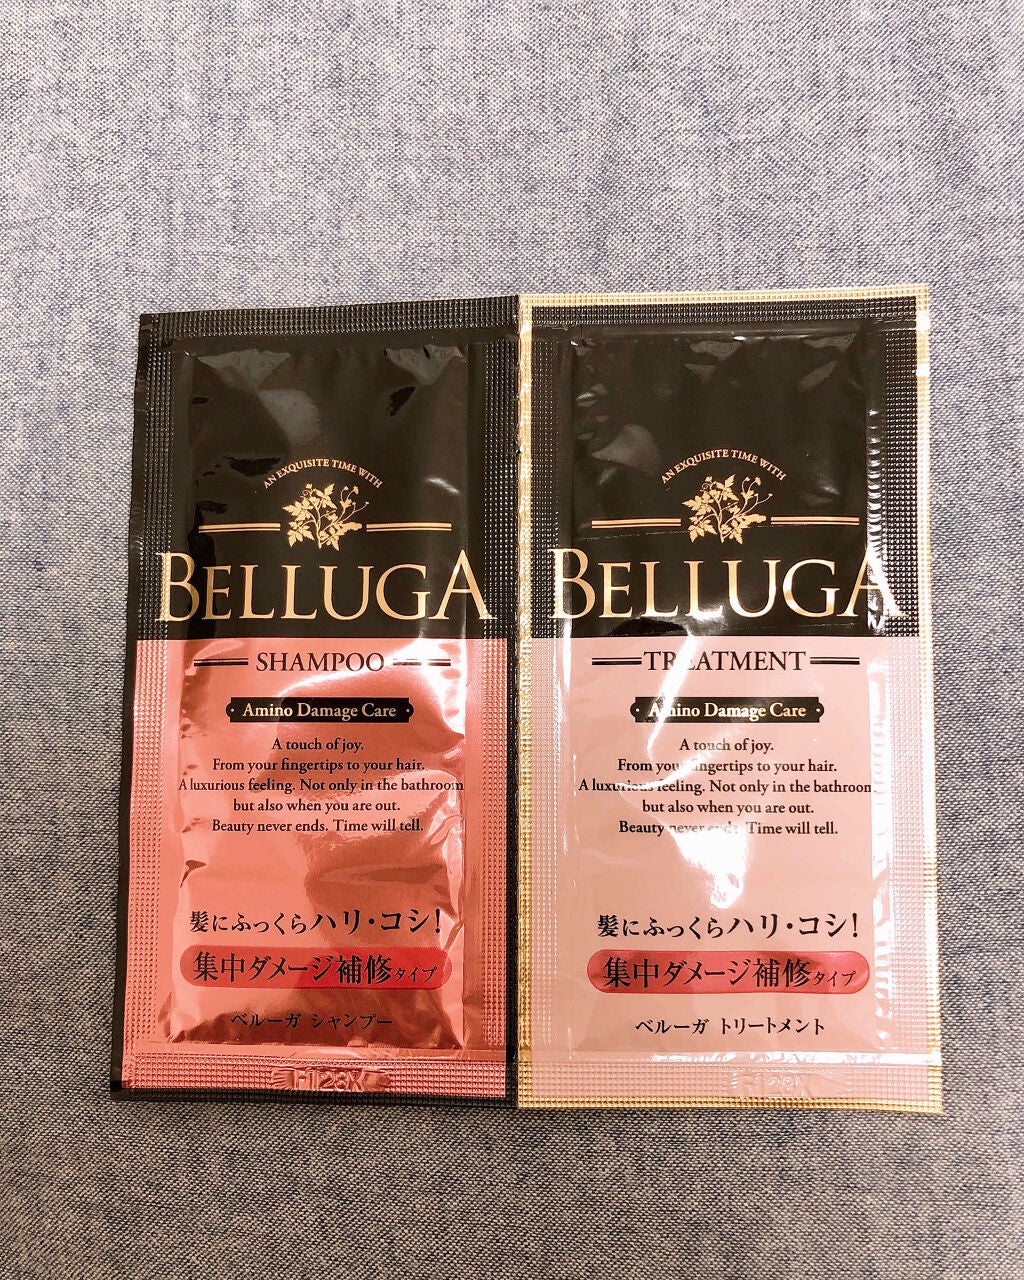 AN EXQUISITE TIME WITH
BELLUGA
SHAMPOO
Amino Damage Care
A touch of joy.
From your fingertips to your hair.
A luxurious feeling. Not only in the bathroom
but also when you are out.
Beauty never ends. Time will tell.
髪にふっくらハリ・コシ!
集中ダメージ補修タイプ
ベルーガ シャンプー
AN EXQUISITE TIME WITH
BELLUGA
TREATMENT
Amino Damage Care
A touch of joy.
From your fingertips to your hair.
A luxurious feeling. Not only in the bathroom
but also when you are out.
Beauty never ends. Time will tell.
髪にふっくらハリ・コシ!
集中ダメージ補修タイプ
ベルーガ トリートメント